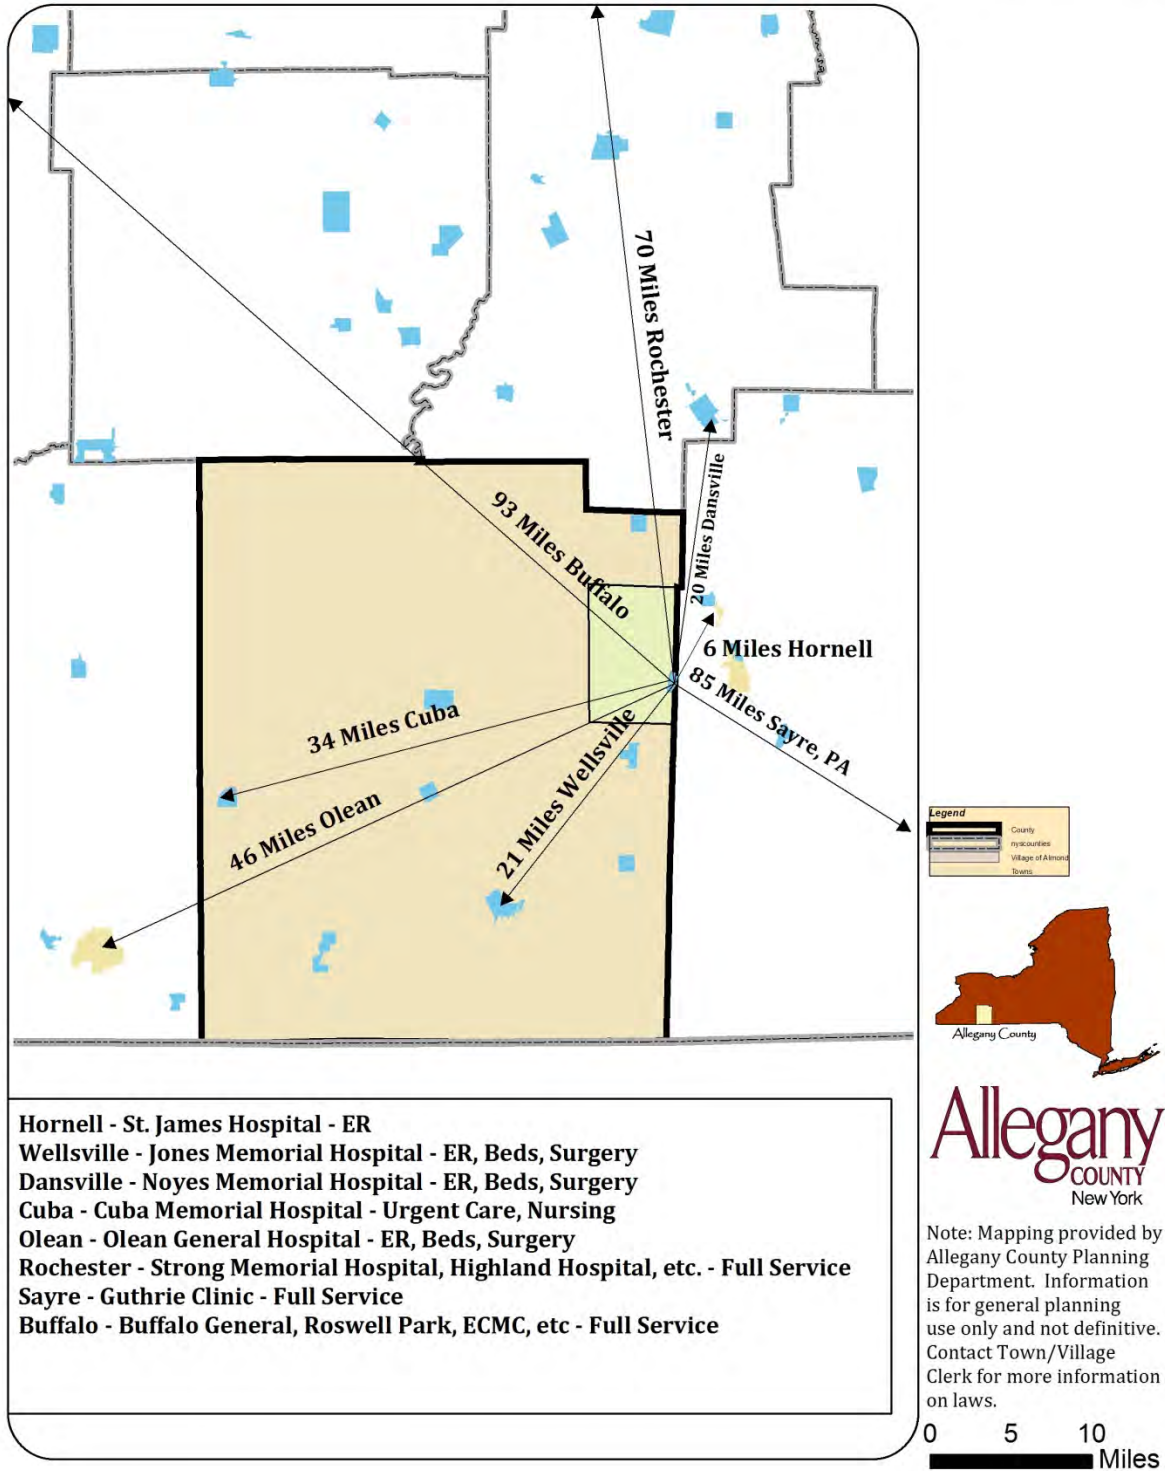 70 Miles Rochester
93 Miles Buffalo
20 Miles Dansville
6 Miles Hornell
85 Miles Sayre, PA
34 Miles Cuba
46 Miles Olean
21 Miles Wellsville
Legend
County
nyscounties
Village of Almond
Towns
Allegany County
Allegany
COUNTY
New York
Hornell - St. James Hospital - ER
Wellsville - Jones Memorial Hospital - ER, Beds, Surgery
Dansville - Noyes Memorial Hospital - ER, Beds, Surgery
Cuba - Cuba Memorial Hospital - Urgent Care, Nursing
Olean - Olean General Hospital - ER, Beds, Surgery
Rochester - Strong Memorial Hospital, Highland Hospital, etc. - Full Service
Sayre - Guthrie Clinic - Full Service
Buffalo - Buffalo General, Roswell Park, ECMC, etc - Full Service
Note: Mapping provided by
Allegany County Planning
Department. Information
is for general planning
use only and not definitive.
Contact Town/Village
Clerk for more information
on laws.
0 5 10
Miles